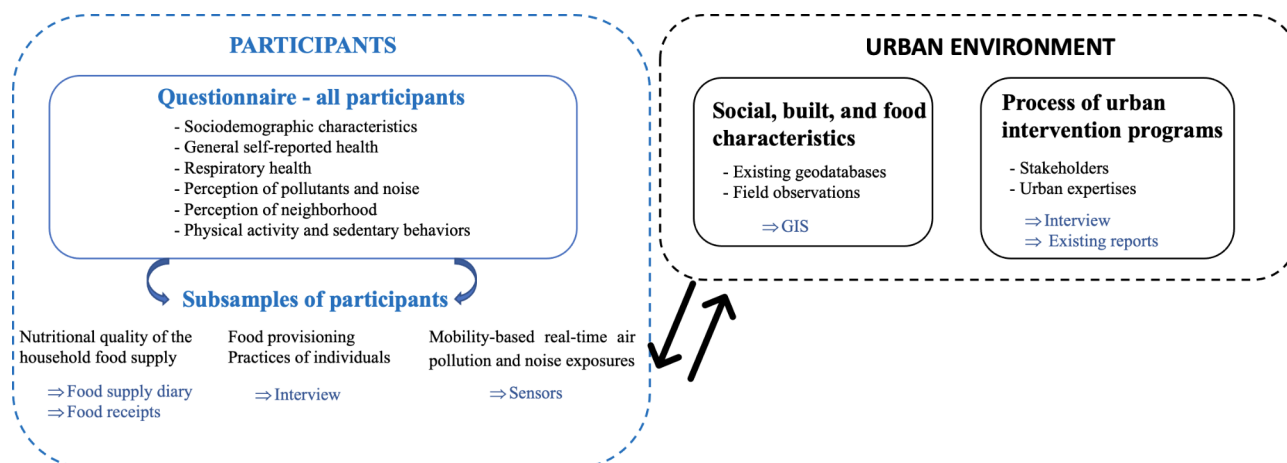 PARTICIPANTS
Questionnaire - all participants
- Sociodemographic characteristics
- General self-reported health
- Respiratory health
- Perception of pollutants and noise
- Perception of neighborhood
- Physical activity and sedentary behaviors
Subsamples of participants
Nutritional quality of the
household food supply
⇒ Food supply diary
⇒ Food receipts
Food provisioning
Practices of individuals
⇒ Interview
Mobility-based real-time air
pollution and noise exposures
⇒ Sensors
URBAN ENVIRONMENT
Social, built, and food
characteristics
- Existing geodatabases
- Field observations
⇒ GIS
Process of urban
intervention programs
- Stakeholders
- Urban expertises
⇒ Interview
⇒ Existing reports